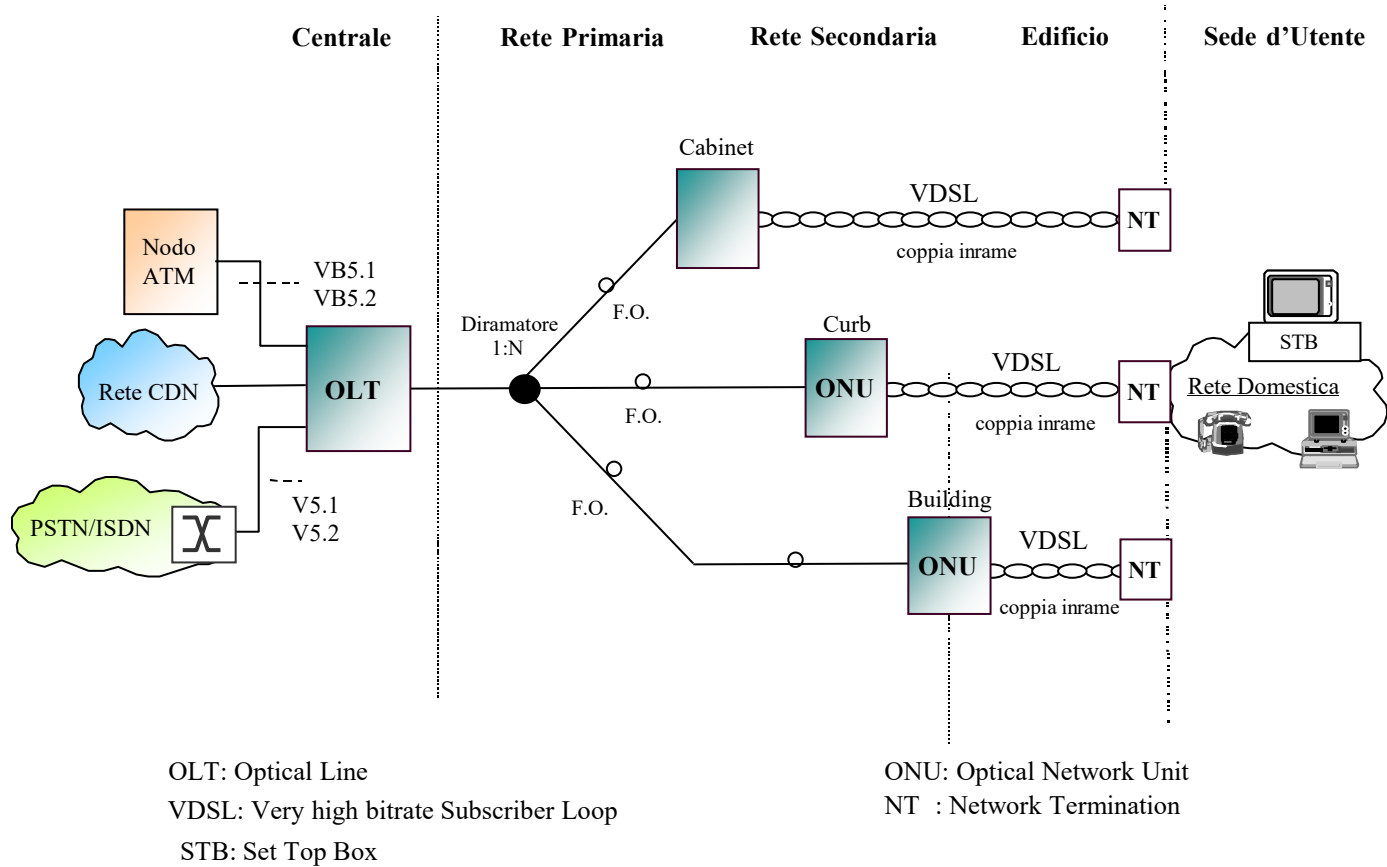 Centrale
Rete Primaria
Rete Secondaria
Edificio
Sede d'Utente
Cabinet
VDSL
NT
coppia inrame
Nodo
ATM
VB5.1
VB5.2
F.O.
Diramatore
1:N
Curb
VDSL
STB
Rete CDN
OLT
ONU
NT
Rete Domestica
F.O.
coppia inrame
F.O.
V5.1
V5.2
Building
PSTN/ISDN
VDSL
ONU
NT
coppia inrame
OLT: Optical Line
VDSL: Very high bitrate Subscriber Loop
STB: Set Top Box
ONU: Optical Network Unit
NT : Network Termination